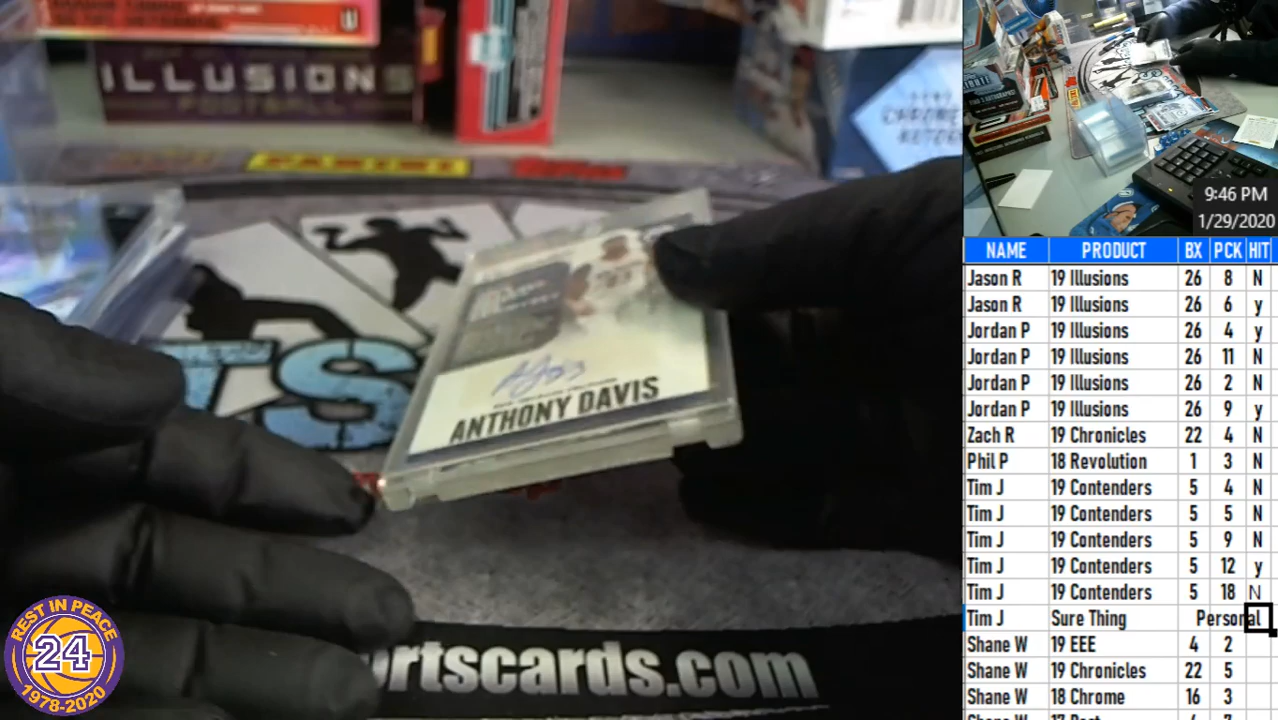 ILLUSIONS
FOOTBALL
PANINI
CHROME
TS
ANTHONY DAVIS
rtscards.com
REST IN PEACE
24
1978-2020
9:46 PM
1/29/2020
NAME PRODUCT BX PCK HIT
Jason R 19 Illusions 26 8 N
Jason R 19 Illusions 26 6 y
Jordan P 19 Illusions 26 4 y
Jordan P 19 Illusions 26 11 N
Jordan P 19 Illusions 26 2 N
Jordan P 19 Illusions 26 9 y
Zach R 19 Chronicles 22 4 N
Phil P 18 Revolution 1 3 N
Tim J 19 Contenders 5 4 N
Tim J 19 Contenders 5 5 N
Tim J 19 Contenders 5 9 N
Tim J 19 Contenders 5 12 y
Tim J 19 Contenders 5 18 N
Tim J Sure Thing Personal
Shane W 19 EEE 4 2
Shane W 19 Chronicles 22 5
Shane W 18 Chrome 16 3
Shane W